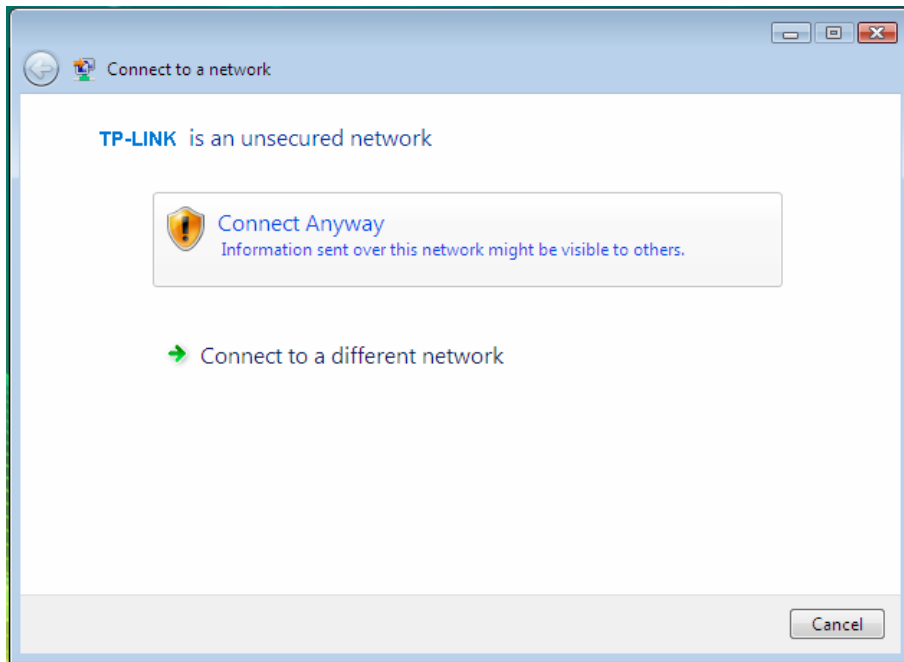 Connect to a network
TP-LINK is an unsecured network
Connect Anyway
Information sent over this network might be visible to others.
Connect to a different network
Cancel